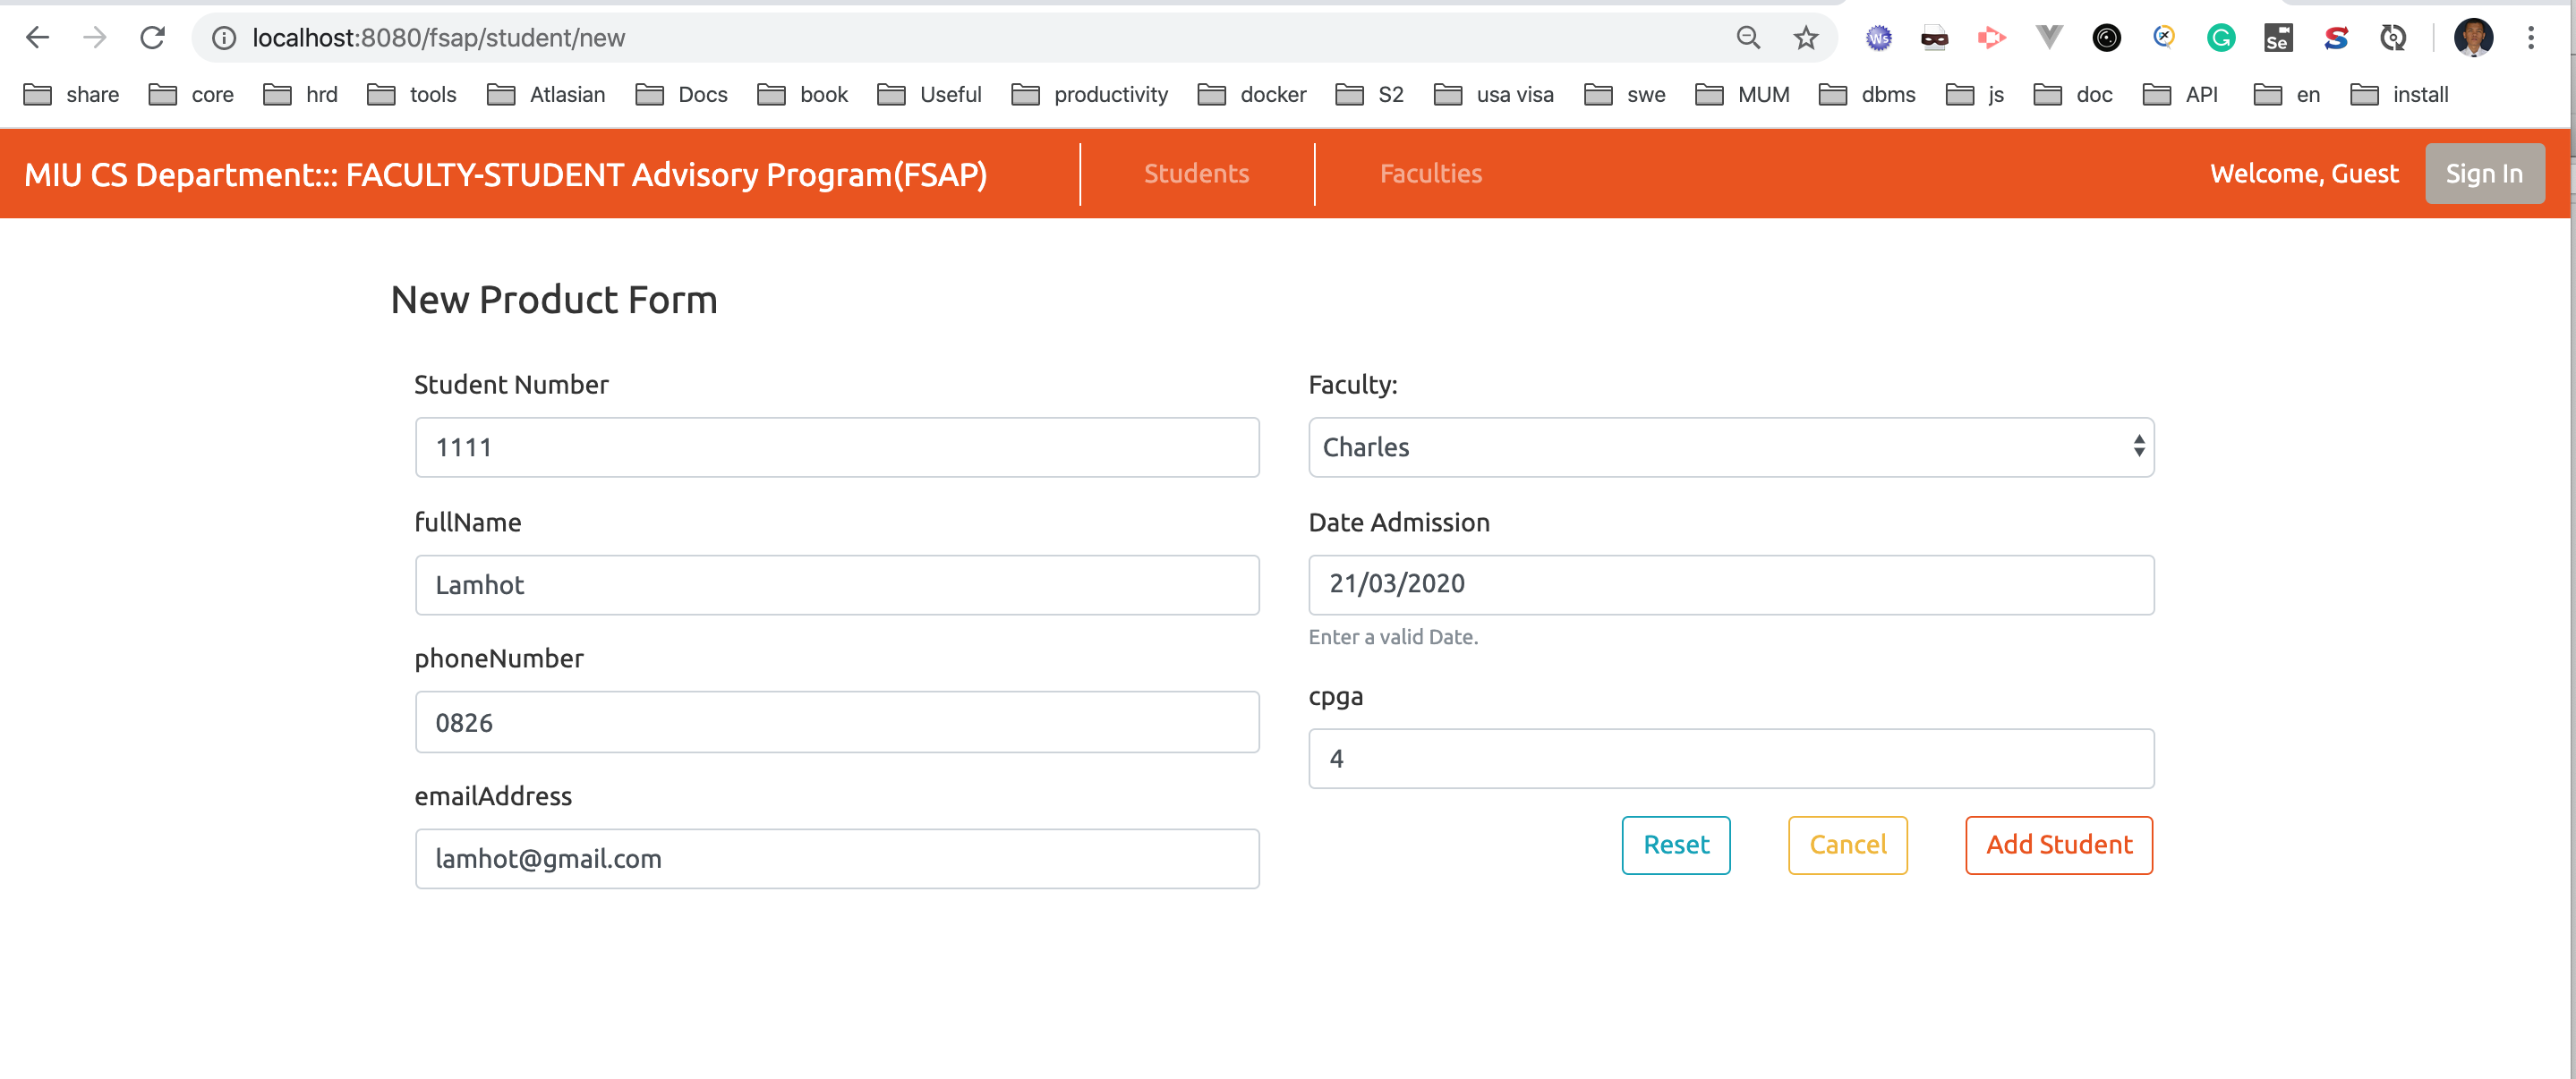 localhost:8080/fsap/student/new
share core hrd tools Atlasian Docs book Useful productivity docker S2 usa visa swe MUM dbms js doc API en install
MIU CS Department::: FACULTY-STUDENT Advisory Program(FSAP) Students Faculties Welcome, Guest Sign In
New Product Form
Student Number
1111
fullName
Lamhot
phoneNumber
0826
emailAddress
lamhot@gmail.com
Faculty:
Charles
Date Admission
21/03/2020
Enter a valid Date.
cpga
4
Reset Cancel Add Student